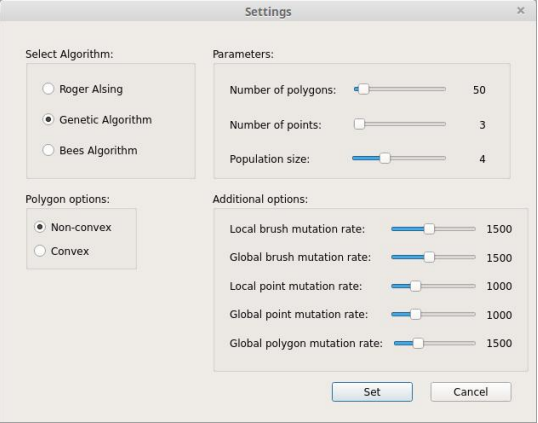 Settings
Select Algorithm:
Roger Alsing
Genetic Algorithm
Bees Algorithm
Parameters:
Number of polygons: 50
Number of points: 3
Population size: 4
Polygon options:
Non-convex
Convex
Additional options:
Local brush mutation rate: 1500
Global brush mutation rate: 1500
Local point mutation rate: 1000
Global point mutation rate: 1000
Global polygon mutation rate: 1500
Set Cancel